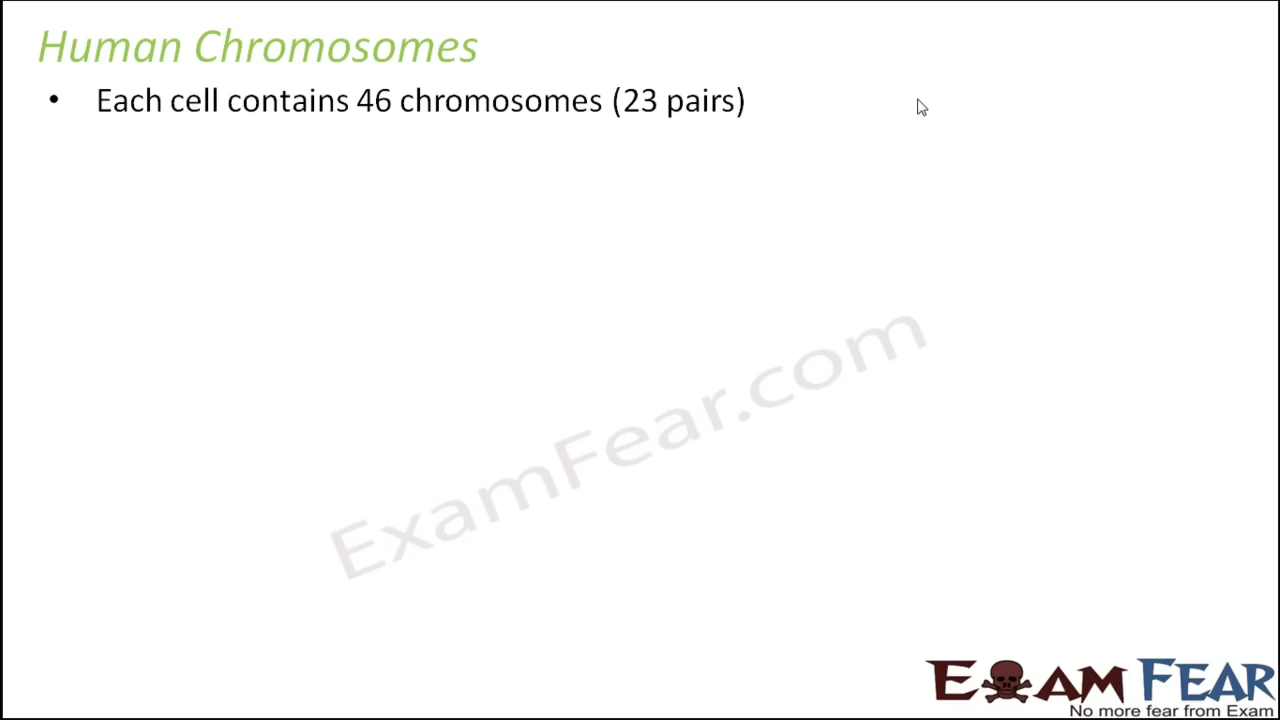 Human Chromosomes
• Each cell contains 46 chromosomes (23 pairs)
ExamFear.com
EXAM FEAR
No more fear from Exam